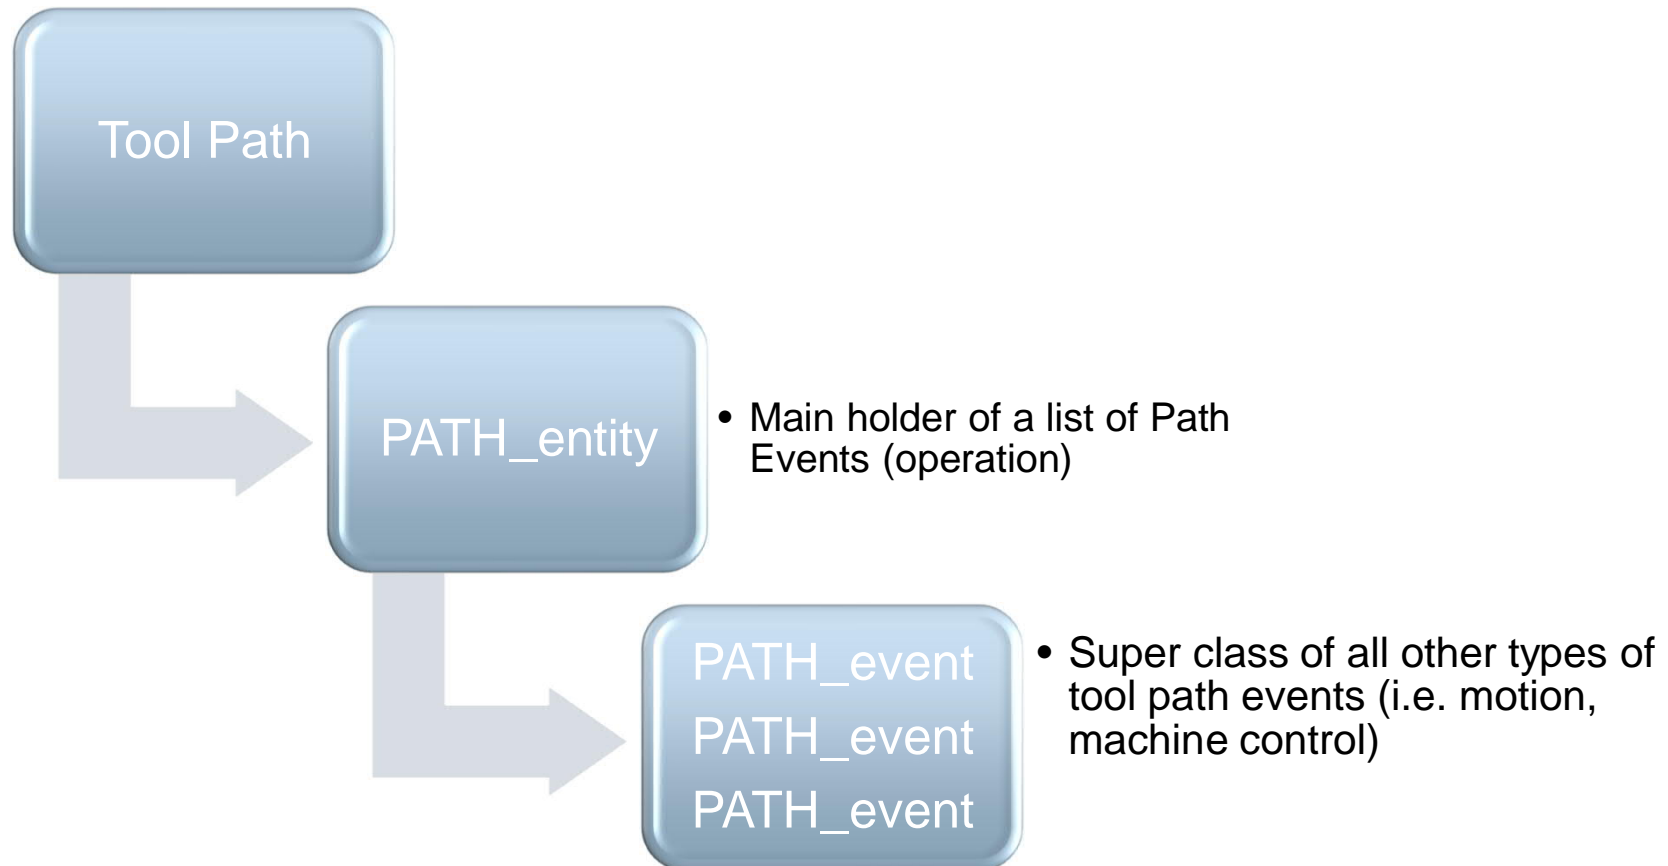 Tool Path
PATH_entity
• Main holder of a list of Path
Events (operation)
PATH_event
PATH_event
PATH_event
• Super class of all other types of
tool path events (i.e. motion,
machine control)